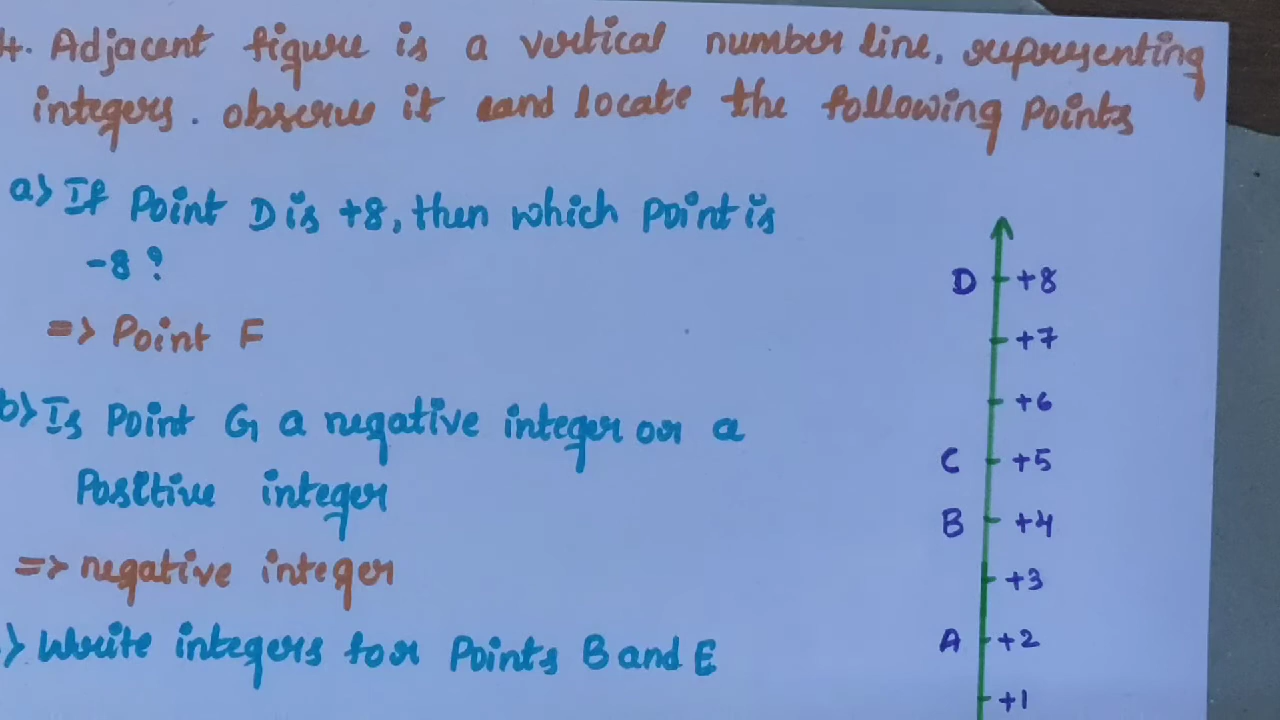 4. Adjacent figure is a vertical number line, representing
integers. observe it and locate the following Points
a) If Point D is +8, then which Point is
-8?
=> Point F
b) Is Point G a negative integer or a
Positive integer
=> negative integer
) Write integers for Points B and E
D +8
+7
+6
C +5
B +4
+3
A +2
+1